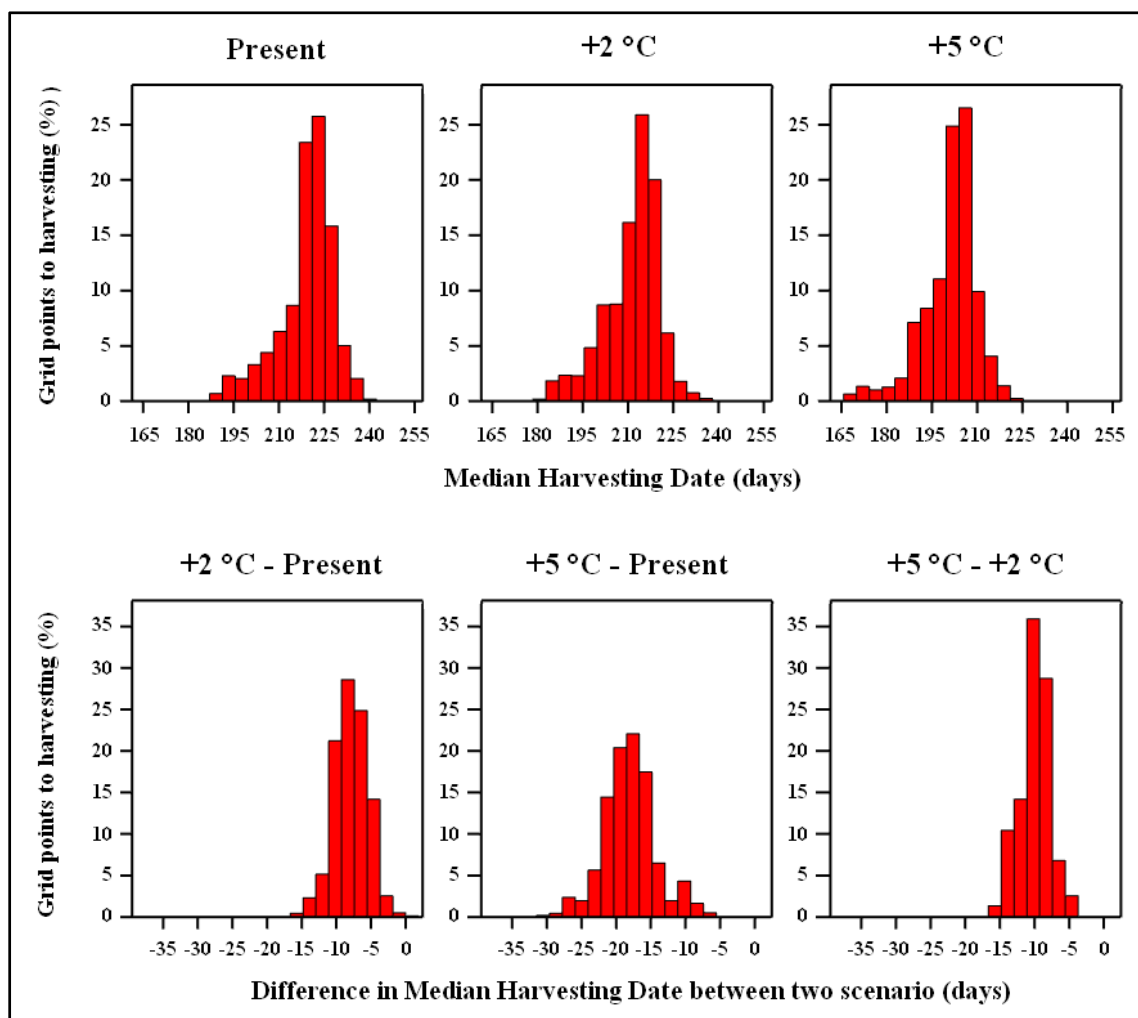 Present +2 °C +5 °C
Grid points to harvesting (%) )
25 25 25
20 20 20
15 15 15
10 10 10
5 5 5
0 0 0
165 180 195 210 225 240 255 165 180 195 210 225 240 255 165 180 195 210 225 240 255
Median Harvesting Date (days)
+2 °C - Present +5 °C - Present +5 °C - +2 °C
Grid points to harvesting (%)
35 35 35
30 30 30
25 25 25
20 20 20
15 15 15
10 10 10
5 5 5
0 0 0
-35 -30 -25 -20 -15 -10 -5 0 -35 -30 -25 -20 -15 -10 -5 0 -35 -30 -25 -20 -15 -10 -5 0
Difference in Median Harvesting Date between two scenario (days)